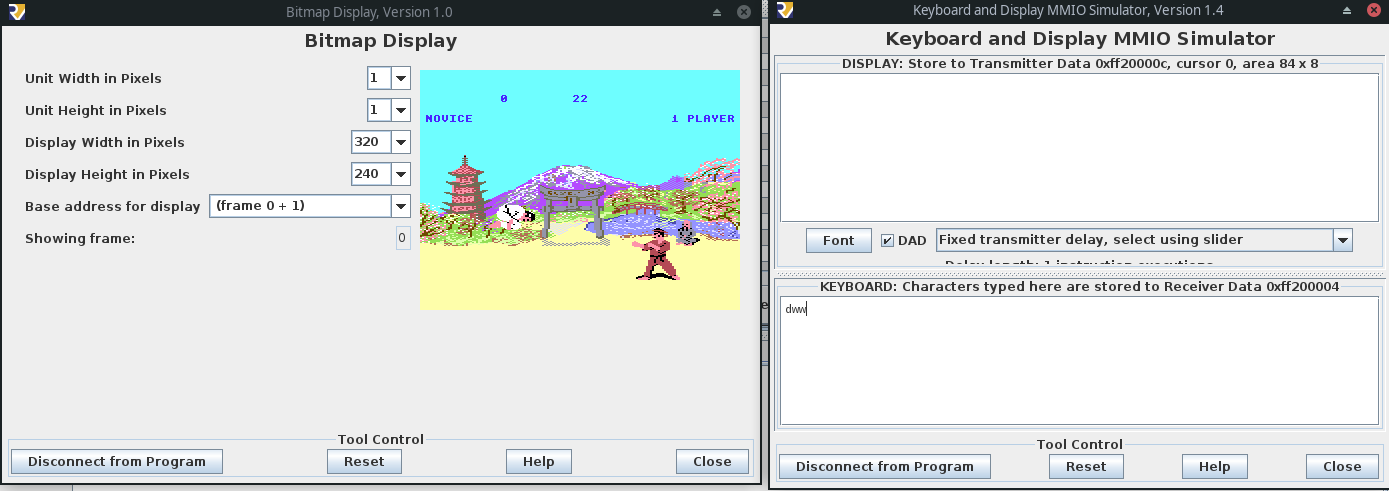 Bitmap Display, Version 1.0
Bitmap Display
Unit Width in Pixels 1
Unit Height in Pixels 1
Display Width in Pixels 320
Display Height in Pixels 240
Base address for display (frame 0 + 1)
Showing frame: 0
0 22
NOVICE 1 PLAYER
Tool Control
Disconnect from Program Reset Help Close
Keyboard and Display MMIO Simulator, Version 1.4
Keyboard and Display MMIO Simulator
DISPLAY: Store to Transmitter Data 0xff20000c, cursor 0, area 84 x 8
Font DAD Fixed transmitter delay, select using slider
Delay length: 1 instruction executions
KEYBOARD: Characters typed here are stored to Receiver Data 0xff200004
dww
Tool Control
Disconnect from Program Reset Help Close